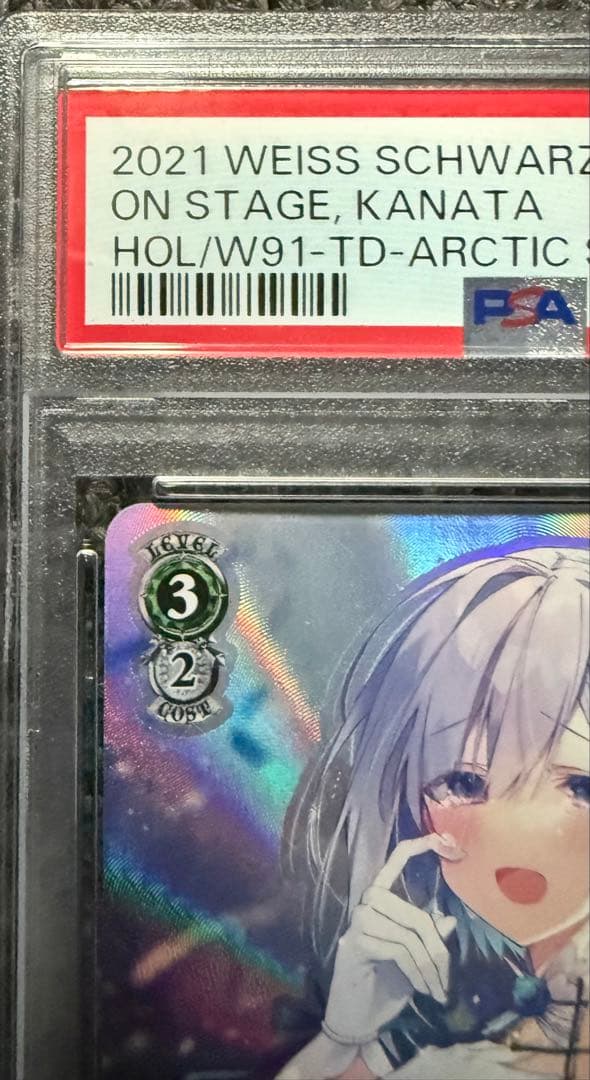 2021 WEISS SCHWARZ
ON STAGE, KANATA
HOL/W91-TD-ARCTIC
PSA
LEVEL
3
2
COST